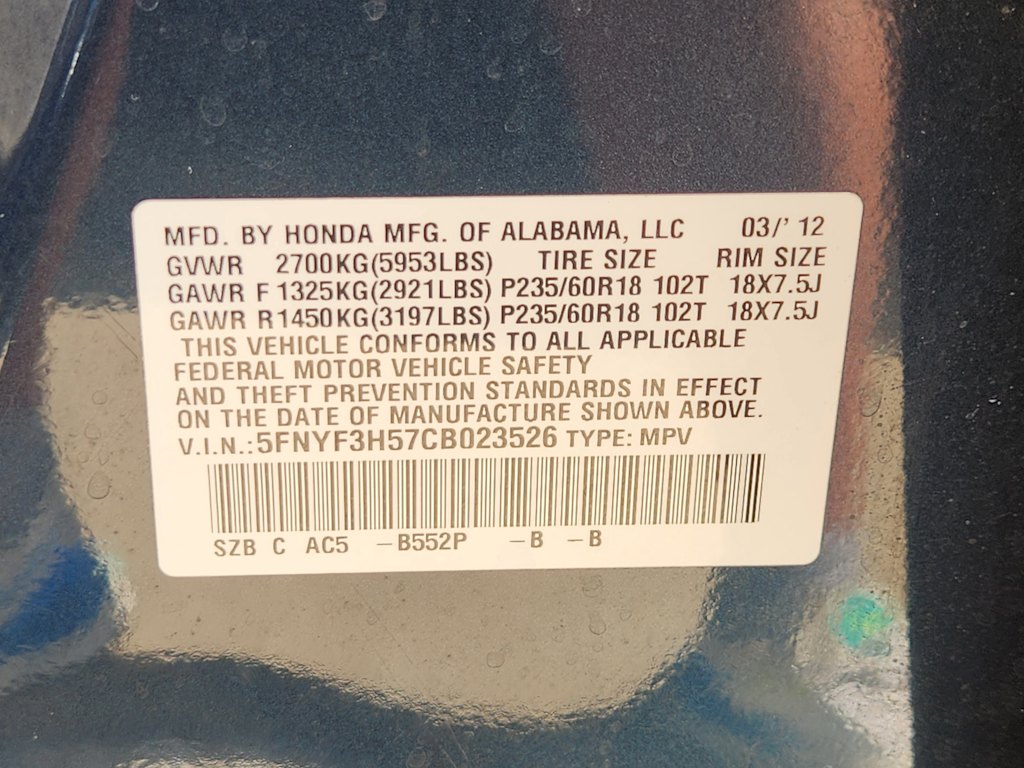 MFD. BY HONDA MFG. OF ALABAMA, LLC 03/' 12
GVWR 2700KG(5953LBS) TIRE SIZE RIM SIZE
GAWR F 1325KG(2921LBS) P235/60R18 102T 18X7.5J
GAWR R 1450KG(3197LBS) P235/60R18 102T 18X7.5J
THIS VEHICLE CONFORMS TO ALL APPLICABLE
FEDERAL MOTOR VEHICLE SAFETY
AND THEFT PREVENTION STANDARDS IN EFFECT
ON THE DATE OF MANUFACTURE SHOWN ABOVE.
V.I.N.:5FNYF3H57CB023526 TYPE: MPV
SZB C AC5 -B552P -B -B